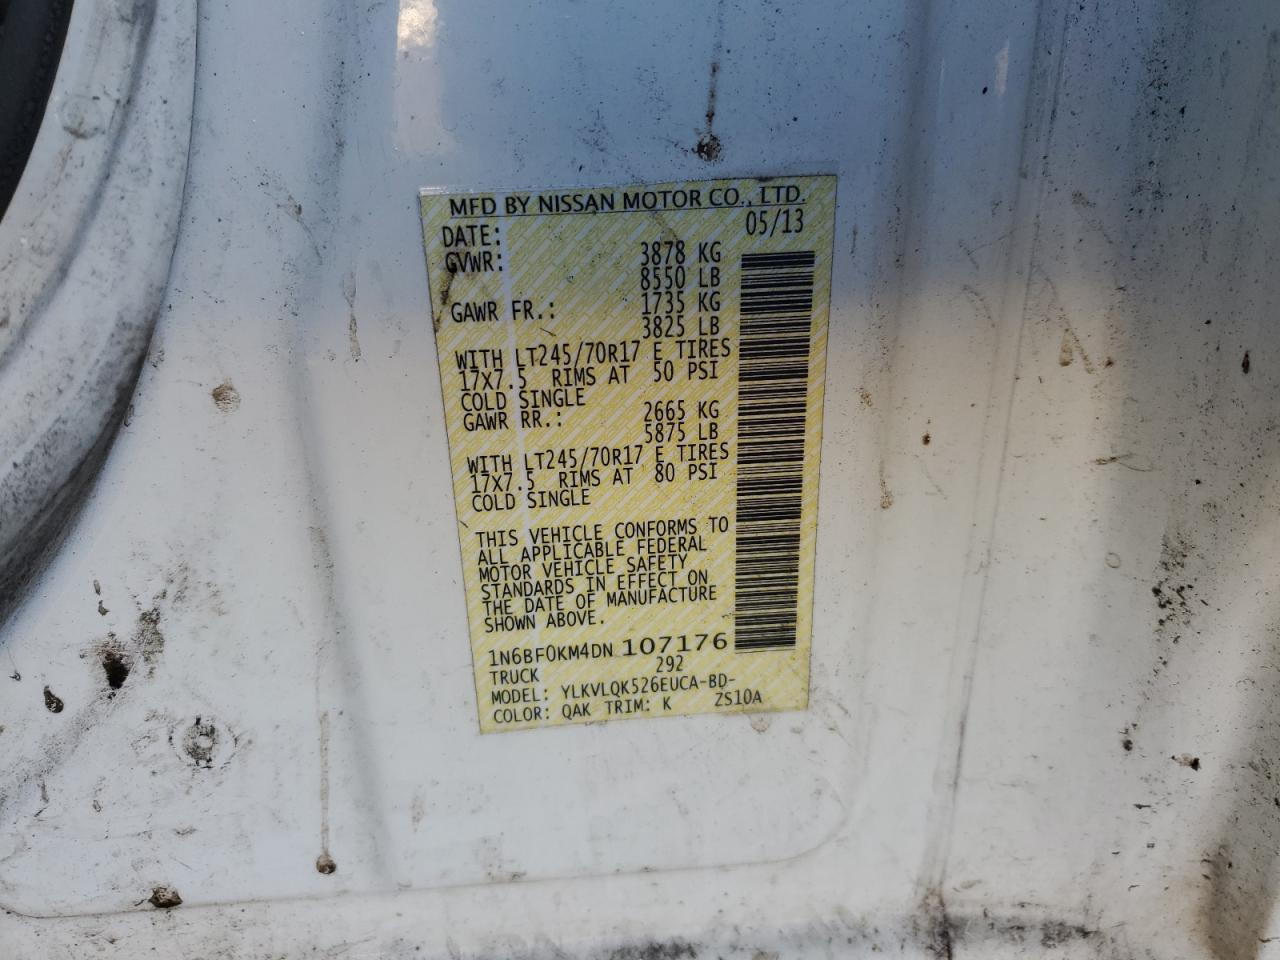 MFD BY NISSAN MOTOR CO., LTD.
DATE: 05/13
GVWR: 3878 KG
8550 LB
GAWR FR.: 1735 KG
3825 LB
WITH LT245/70R17 E TIRES
17X7.5 RIMS AT 50 PSI
COLD SINGLE
GAWR RR.: 2665 KG
5875 LB
WITH LT245/70R17 E TIRES
17X7.5 RIMS AT 80 PSI
COLD SINGLE
THIS VEHICLE CONFORMS TO
ALL APPLICABLE FEDERAL
MOTOR VEHICLE SAFETY
STANDARDS IN EFFECT ON
THE DATE OF MANUFACTURE
SHOWN ABOVE.
1N6BF0KM4DN 107176
TRUCK 292
MODEL: YLKVLQK526EUCA-BD-
COLOR: QAK TRIM: K ZS10A